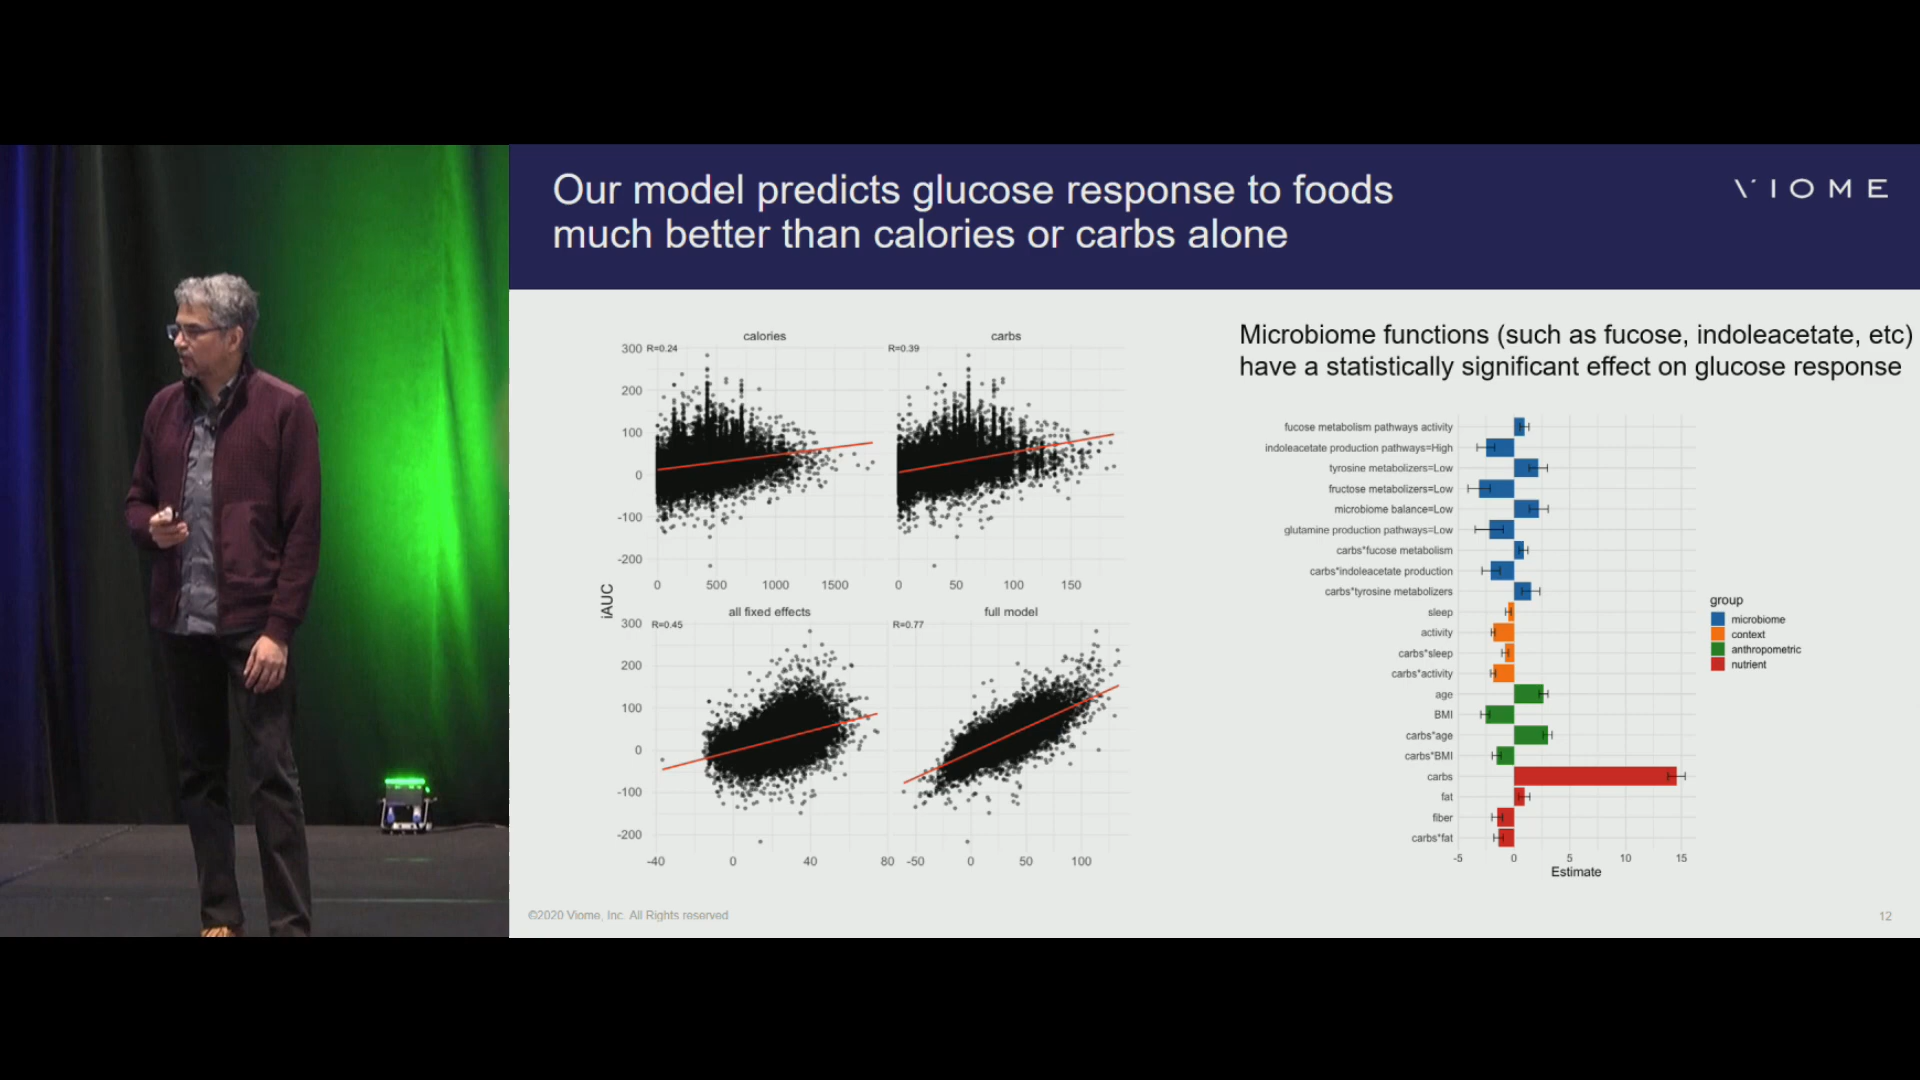 Our model predicts glucose response to foods
much better than calories or carbs alone
VIOME
calories
carbs
300 R=0.24
R=0.39
200
100
0
-100
-200
0 500 1000 1500
0 50 100 150
iAUC
all fixed effects
full model
300 R=0.45
R=0.77
200
100
0
-100
-200
-40 0 40 80
-50 0 50 100
Microbiome functions (such as fucose, indoleacetate, etc)
have a statistically significant effect on glucose response
fucose metabolism pathways activity
indoleacetate production pathways=High
tyrosine metabolizers=Low
fructose metabolizers=Low
microbiome balance=Low
glutamine production pathways=Low
carbs*fucose metabolism
carbs*indoleacetate production
carbs*tyrosine metabolizers
sleep
activity
carbs*sleep
carbs*activity
age
BMI
carbs*age
carbs*BMI
carbs
fat
fiber
carbs*fat
-5 0 5 10 15
Estimate
group
microbiome
context
anthropometric
nutrient
©2020 Viome, Inc. All Rights reserved
12